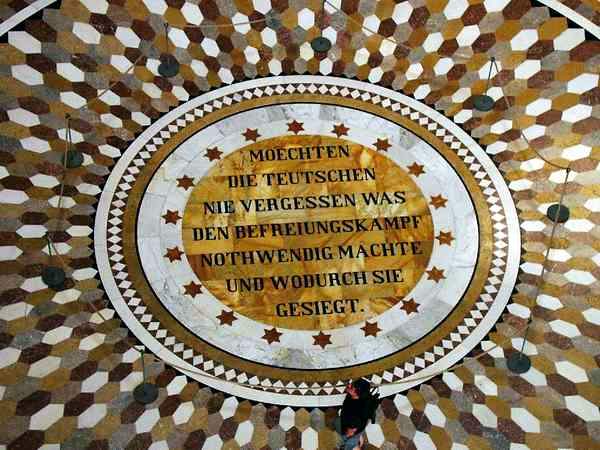 MOECHTEN
DIE TEUTSCHEN
NIE VERGESSEN WAS
DEN BEFREIUNGSKAMPF
NOTHWENDIG MACHTE
UND WODURCH SIE
GESIEGT.